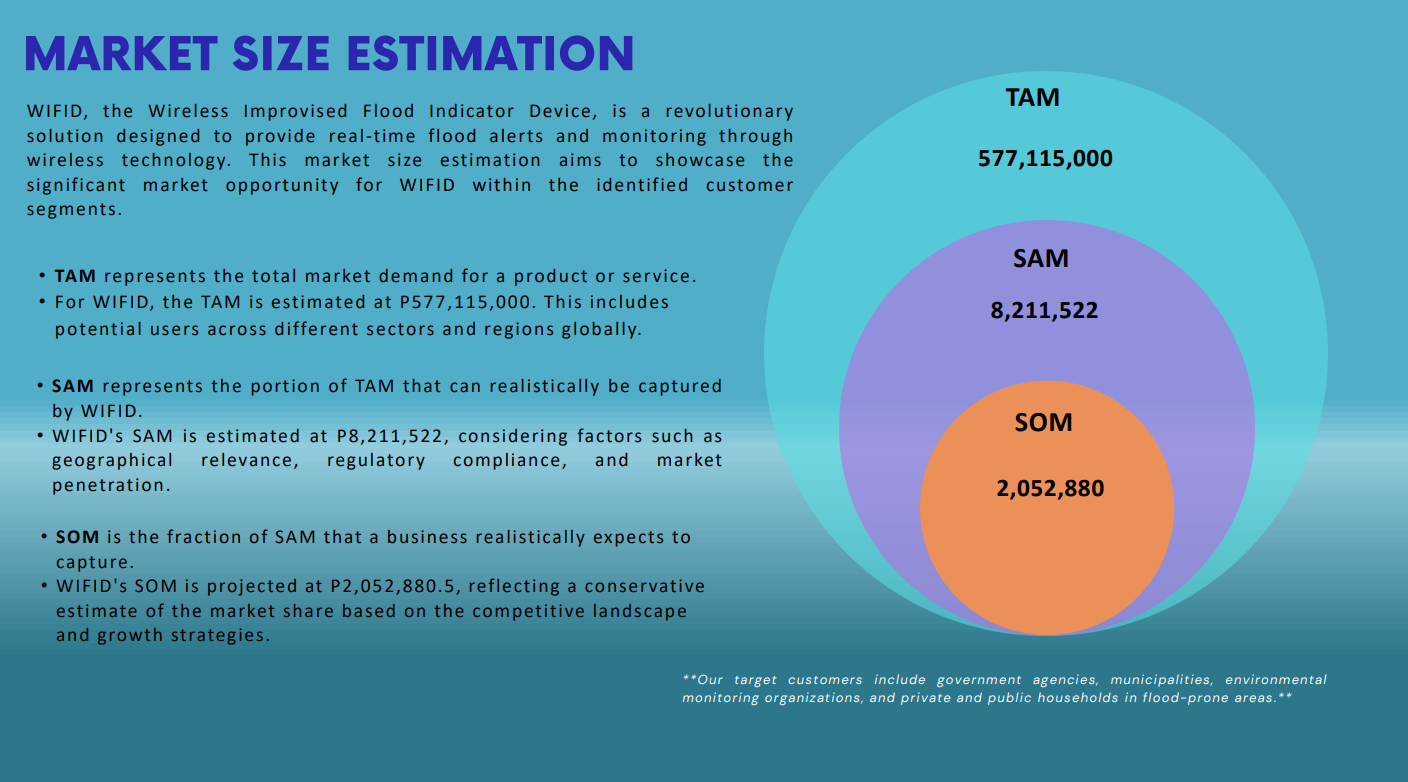 MARKET SIZE ESTIMATION
WIFID, the Wireless Improvised Flood Indicator Device, is a revolutionary
solution designed to provide real-time flood alerts and monitoring through
wireless technology. This market size estimation aims to showcase the
significant market opportunity for WIFID within the identified customer
segments.
• TAM represents the total market demand for a product or service.
• For WIFID, the TAM is estimated at P577,115,000. This includes
potential users across different sectors and regions globally.
• SAM represents the portion of TAM that can realistically be captured
by WIFID.
• WIFID's SAM is estimated at P8,211,522, considering factors such as
geographical relevance, regulatory compliance, and market
penetration.
• SOM is the fraction of SAM that a business realistically expects to
capture.
• WIFID's SOM is projected at P2,052,880.5, reflecting a conservative
estimate of the market share based on the competitive landscape
and growth strategies.
TAM
577,115,000
SAM
8,211,522
SOM
2,052,880
**Our target customers include government agencies, municipalities, environmental
monitoring organizations, and private and public households in flood-prone areas.**